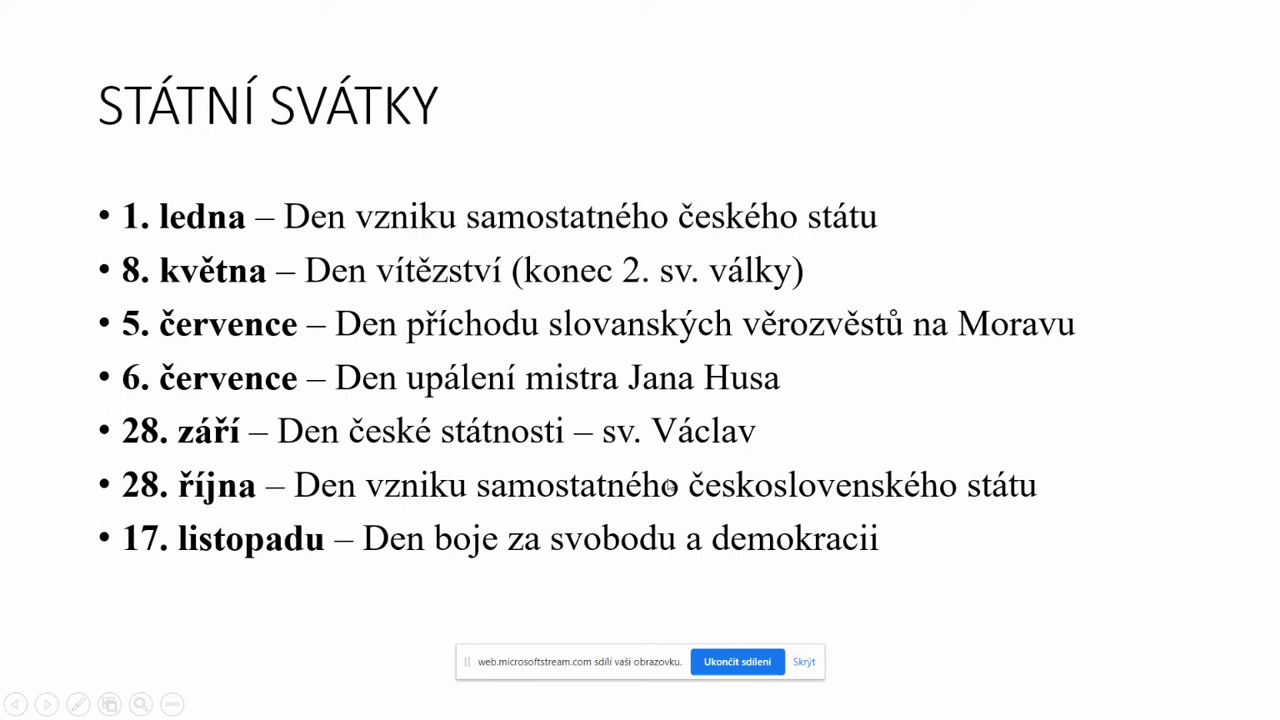 STÁTNÍ SVÁTKY
• 1. ledna – Den vzniku samostatného českého státu
• 8. května – Den vítězství (konec 2. sv. války)
• 5. července – Den příchodu slovanských věrozvěstů na Moravu
• 6. července – Den upálení mistra Jana Husa
• 28. září – Den české státnosti – sv. Václav
• 28. října – Den vzniku samostatného československého státu
• 17. listopadu – Den boje za svobodu a demokracii
web.microsoftstream.com sdílí vaši obrazovku. Ukončit sdílení Skrýt